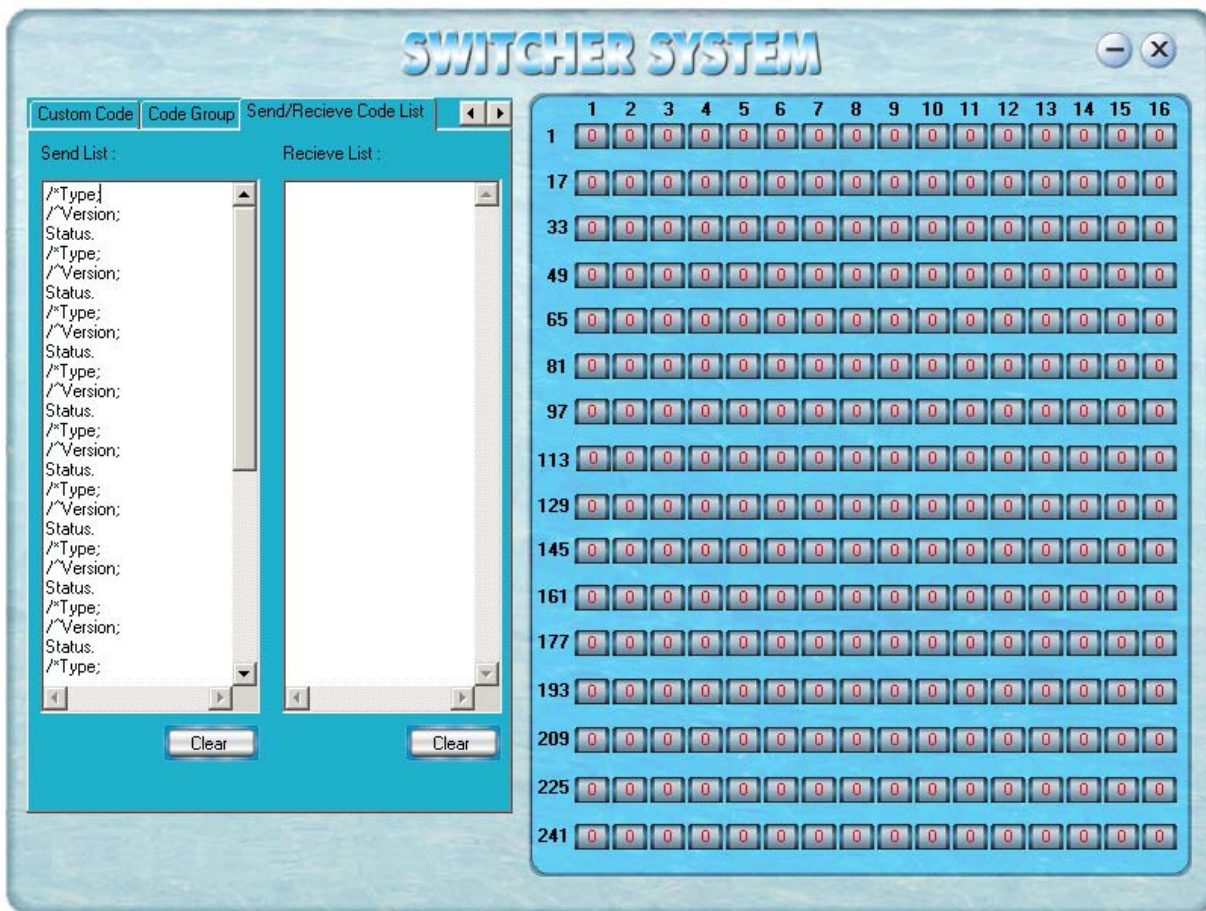 SWITCHER SYSTEM
Custom Code Code Group Send/Recieve Code List
Send List : Recieve List :
/*Type;
/^Version;
Status.
/*Type;
/^Version;
Status.
/*Type;
/^Version;
Status.
/*Type;
/^Version;
Status.
/*Type;
/^Version;
Status.
/*Type;
/^Version;
Status.
/*Type;
/^Version;
Status.
/*Type;
/^Version;
Status.
/*Type;
Clear Clear
1 2 3 4 5 6 7 8 9 10 11 12 13 14 15 16
1 0 0 0 0 0 0 0 0 0 0 0 0 0 0 0 0
17 0 0 0 0 0 0 0 0 0 0 0 0 0 0 0 0
33 0 0 0 0 0 0 0 0 0 0 0 0 0 0 0 0
49 0 0 0 0 0 0 0 0 0 0 0 0 0 0 0 0
65 0 0 0 0 0 0 0 0 0 0 0 0 0 0 0 0
81 0 0 0 0 0 0 0 0 0 0 0 0 0 0 0 0
97 0 0 0 0 0 0 0 0 0 0 0 0 0 0 0 0
113 0 0 0 0 0 0 0 0 0 0 0 0 0 0 0 0
129 0 0 0 0 0 0 0 0 0 0 0 0 0 0 0 0
145 0 0 0 0 0 0 0 0 0 0 0 0 0 0 0 0
161 0 0 0 0 0 0 0 0 0 0 0 0 0 0 0 0
177 0 0 0 0 0 0 0 0 0 0 0 0 0 0 0 0
193 0 0 0 0 0 0 0 0 0 0 0 0 0 0 0 0
209 0 0 0 0 0 0 0 0 0 0 0 0 0 0 0 0
225 0 0 0 0 0 0 0 0 0 0 0 0 0 0 0 0
241 0 0 0 0 0 0 0 0 0 0 0 0 0 0 0 0